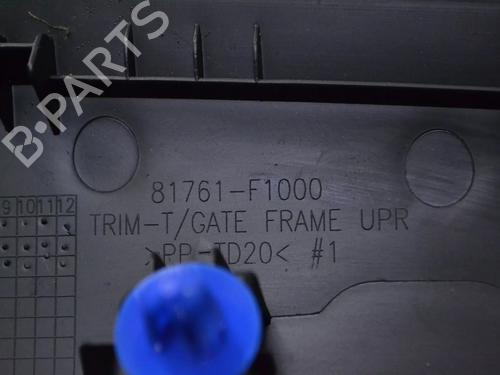 B-PARTS
81761-F1000
TRIM-T/GATE FRAME UPR
>PP-TD20< #1
9 10 11 12